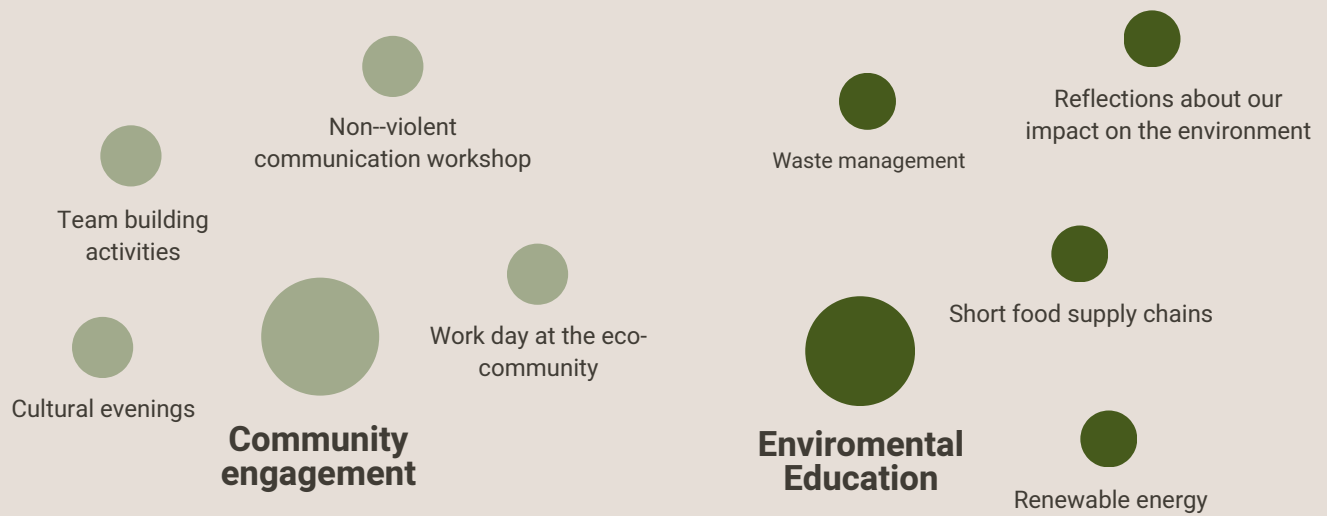 Non--violent
communication workshop
Team building
activities
Work day at the eco-
community
Cultural evenings
Community
engagement
Reflections about our
impact on the environment
Waste management
Short food supply chains
Enviromental
Education
Renewable energy